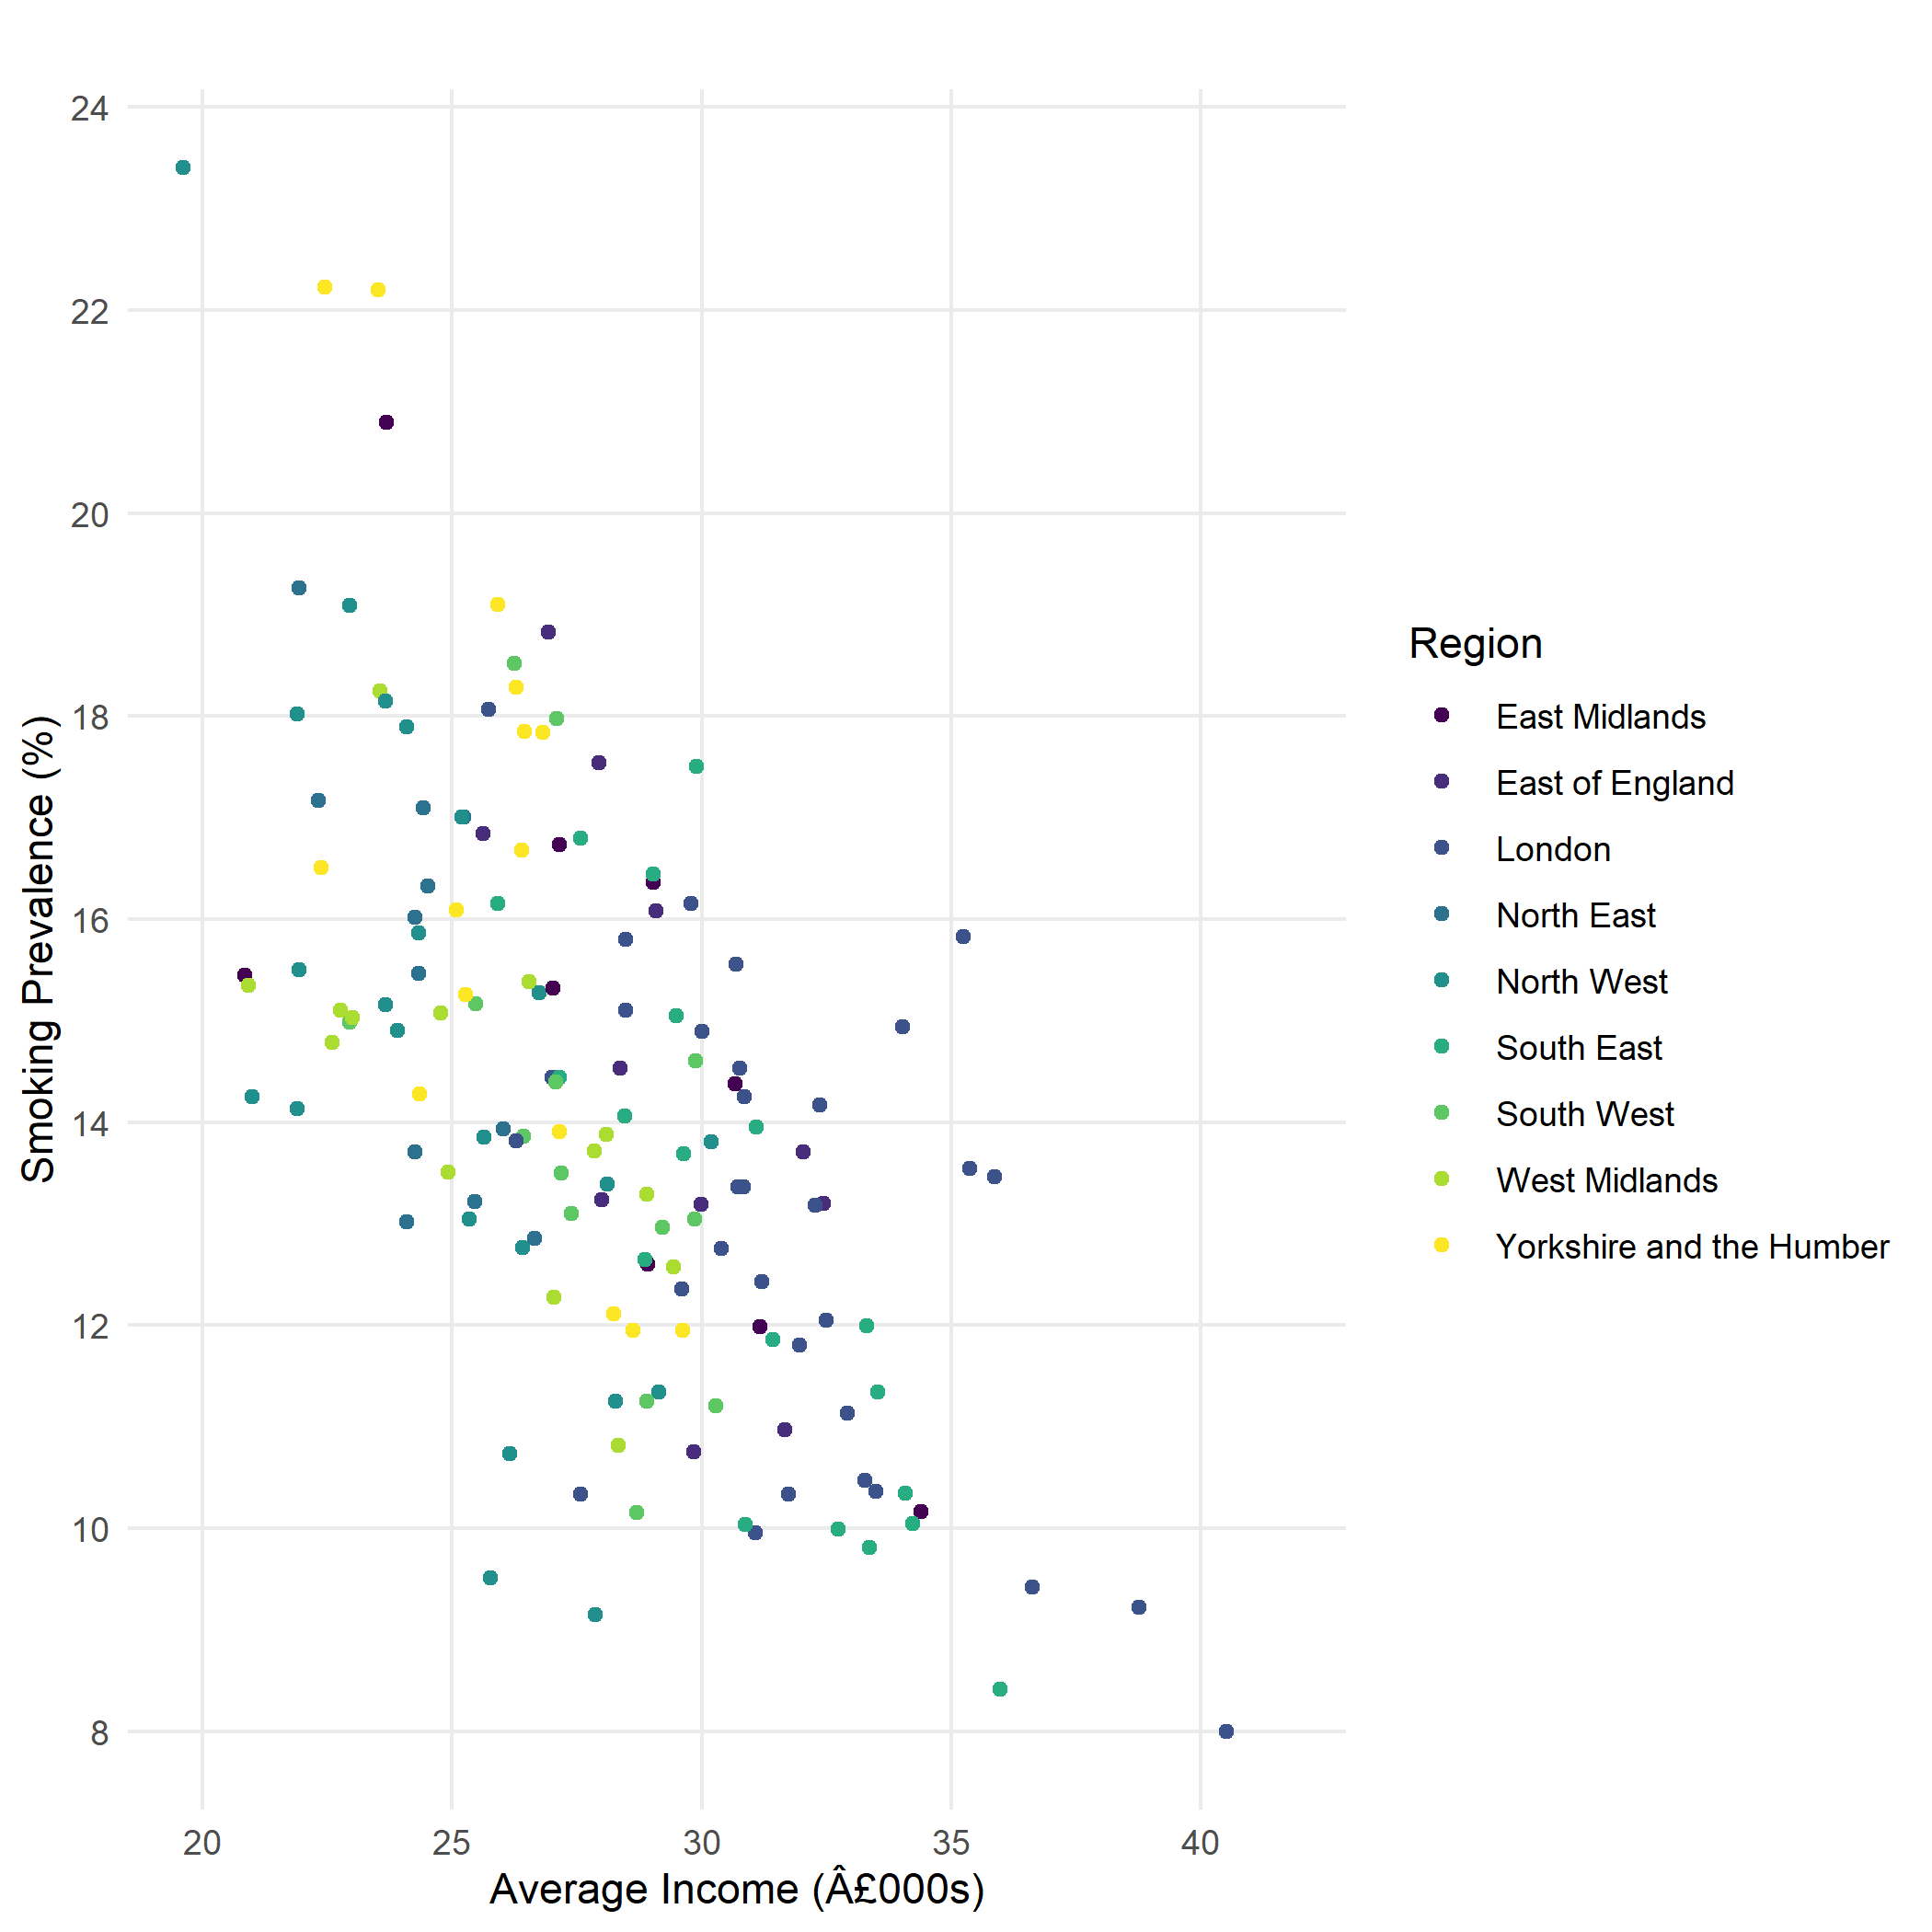 24
22
20
18
16
14
12
10
8
Smoking Prevalence (%)
20 25 30 35 40
Average Income (Â£000s)
Region
East Midlands
East of England
London
North East
North West
South East
South West
West Midlands
Yorkshire and the Humber